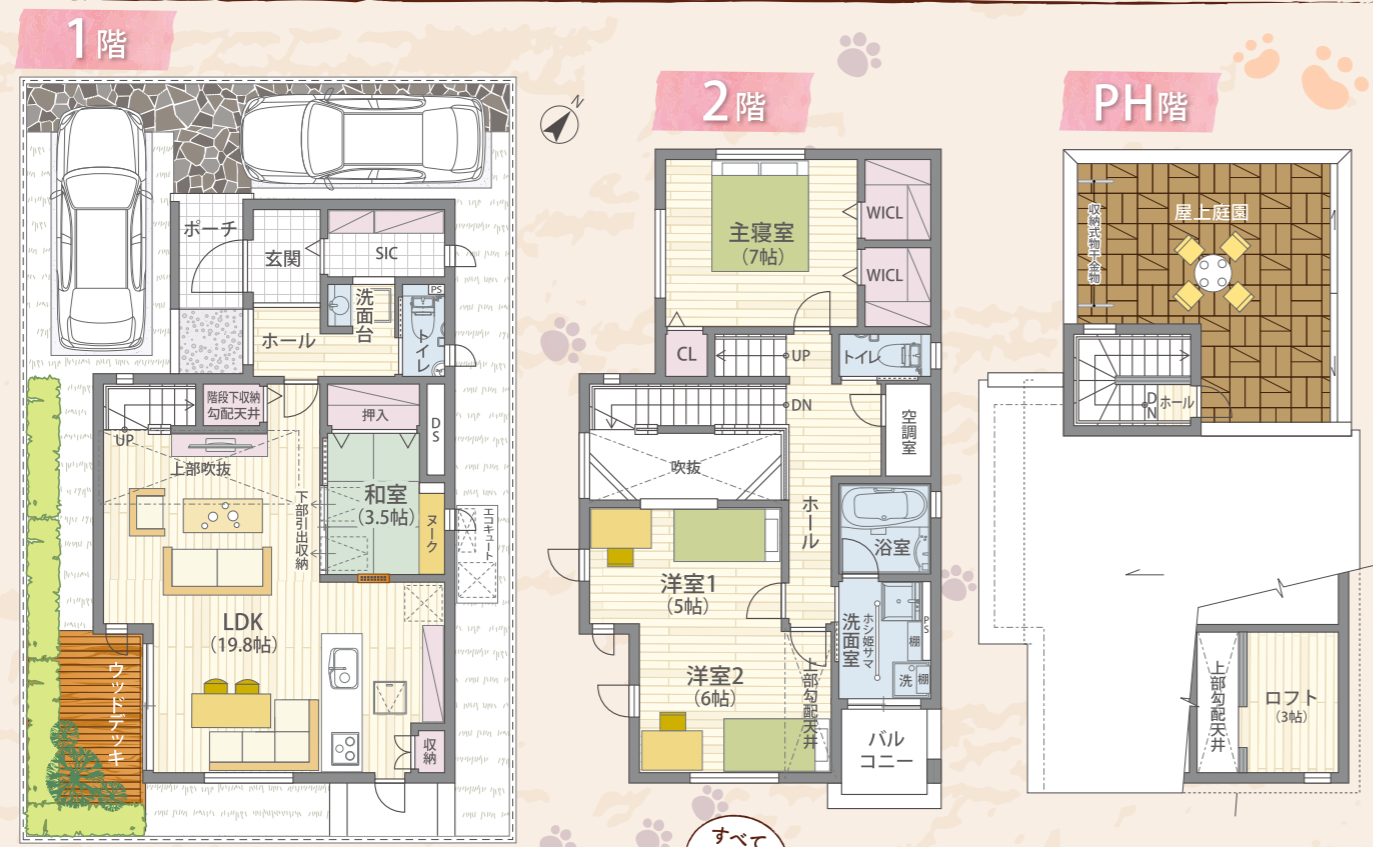 1階
N
ポーチ
玄関
SIC
洗面台
PS
トイレ
ホール
階段下収納
勾配天井
押入
DS
UP
上部吹抜
下部引出収納
和室
(3.5帖)
ヌーク
エコキュート
LDK
(19.8帖)
ウッドデッキ
収納
2階
主寝室
(7帖)
WICL
WICL
CL
UP
トイレ
DN
空調室
吹抜
ホール
浴室
洋室1
(5帖)
洗面室
ホシ姫サマ
PS
棚
洗
棚
洋室2
(6帖)
上部勾配天井
バル
コニー
PH階
屋上庭園
収納式物干金物
DN
ホール
上部勾配天井
ロフト
(3帖)
すべて